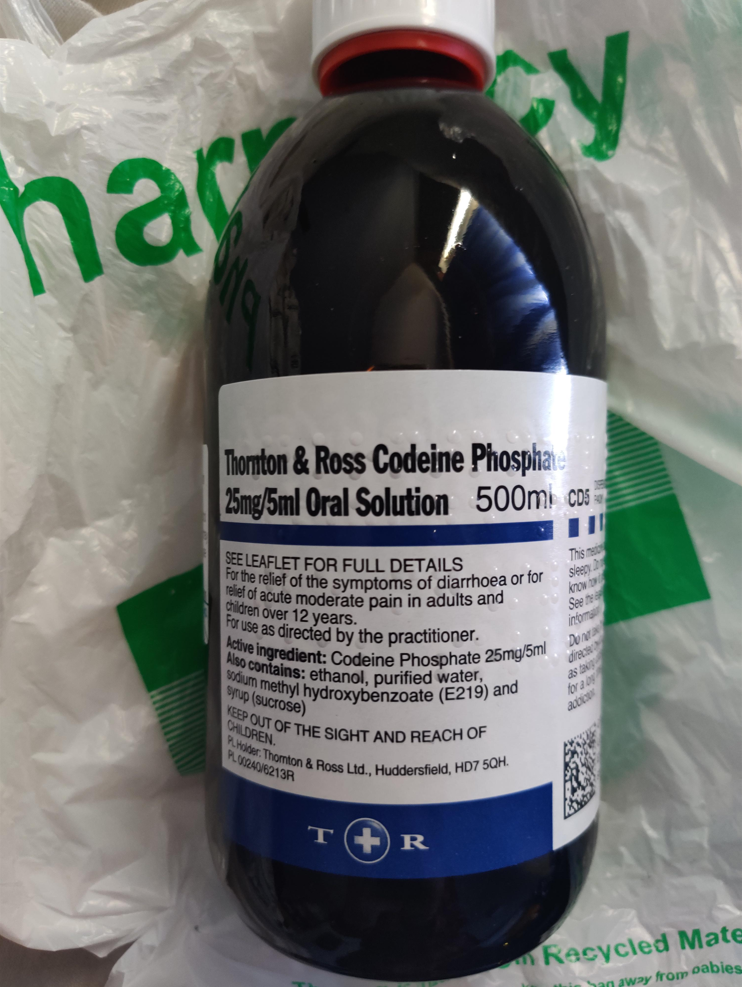 Pharmacy
Thornton & Ross Codeine Phosphate
25mg/5ml Oral Solution 500ml
SEE LEAFLET FOR FULL DETAILS
For the relief of the symptoms of diarrhoea or for
relief of acute moderate pain in adults and
children over 12 years.
For use as directed by the practitioner.
Active ingredient: Codeine Phosphate 25mg/5ml
Also contains: ethanol, purified water,
sodium methyl hydroxybenzoate (E219) and
syrup (sucrose)
KEEP OUT OF THE SIGHT AND REACH OF
CHILDREN.
PL Holder: Thornton & Ross Ltd., Huddersfield, HD7 5QH.
PL 00240/6213R
T R
CD5
This
sleepy. Do
know how
See the
Do not
directed
as taking
for a
Recycled
away from babies